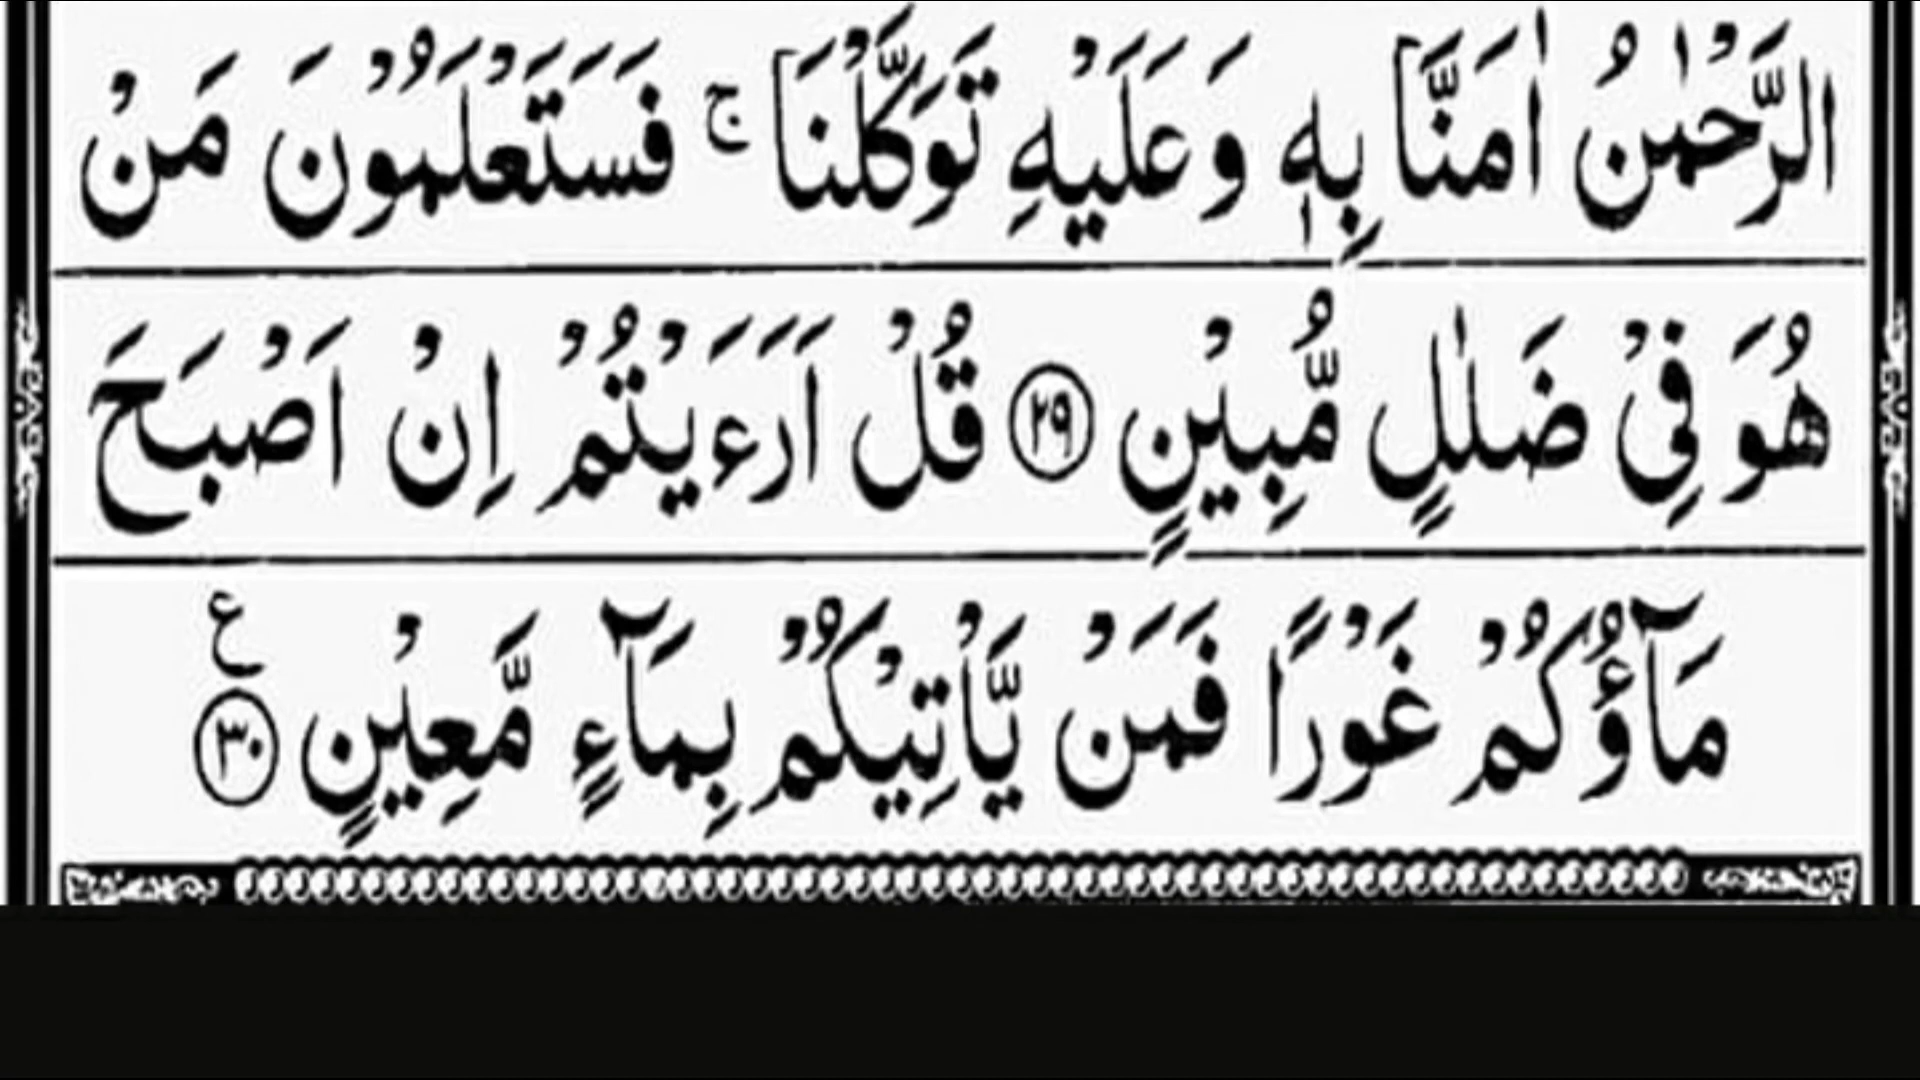 الرَّحْمٰنُ اٰمَنَّا بِهٖ وَعَلَيْهِ تَوَكَّلْنَا ۚ فَسَتَعْلَمُوْنَ مَنْ
هُوَ فِيْ ضَلٰلٍ مُّبِيْنٍ ۝٢٩ قُلْ اَرَءَيْتُمْ اِنْ اَصْبَحَ
مَآؤُكُمْ غَوْرًا فَمَنْ يَّاْتِيْكُمْ بِمَآءٍ مَّعِيْنٍ ۝٣٠ ع